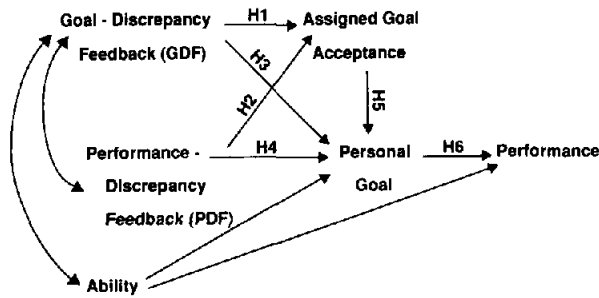 Goal - Discrepancy
Feedback (GDF)
H1
Assigned Goal
Acceptance
H3
H2
H5
Performance -
Discrepancy
Feedback (PDF)
H4
Personal
Goal
H6
Performance
Ability